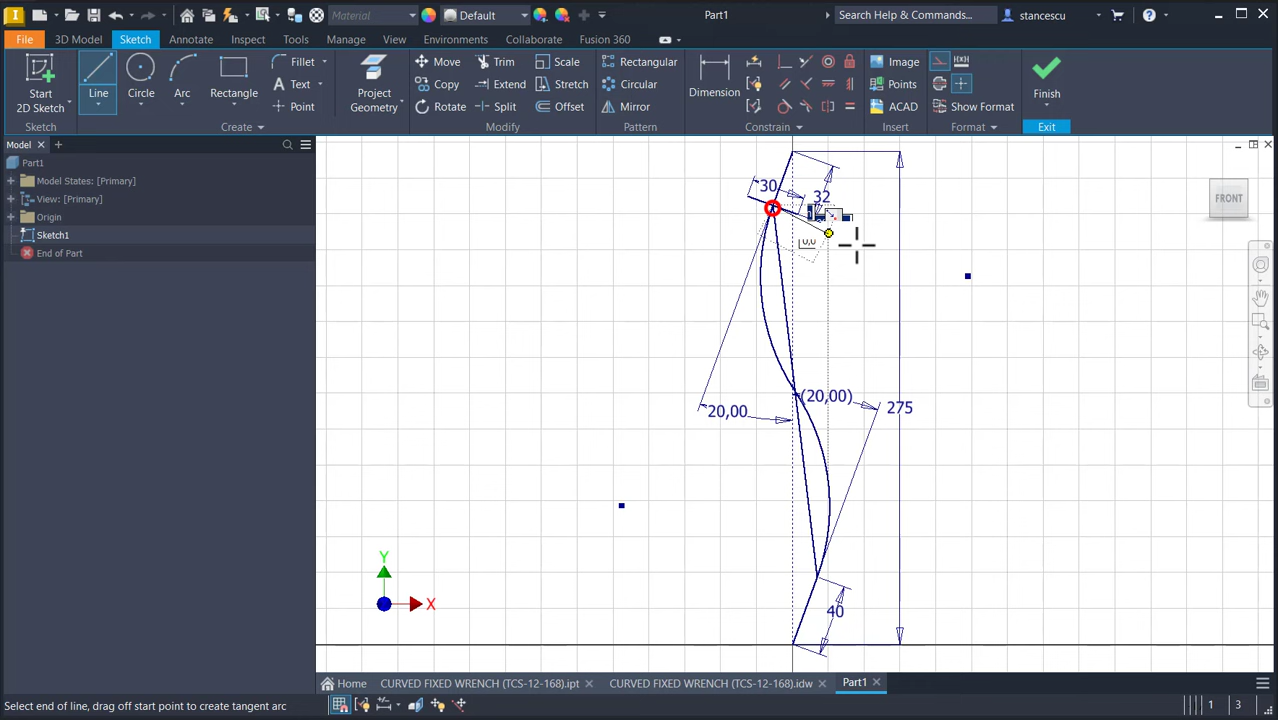 Material
Default
Part1
Search Help & Commands...
stancescu
File
3D Model
Sketch
Annotate
Inspect
Tools
Manage
View
Environments
Collaborate
Fusion 360
Start
2D Sketch
Line
Circle
Arc
Rectangle
Fillet
Text
Point
Project
Geometry
Move
Copy
Rotate
Trim
Extend
Split
Scale
Stretch
Offset
Rectangular
Circular
Mirror
Dimension
Image
Points
ACAD
Show Format
Finish
Sketch
Create
Modify
Pattern
Constrain
Insert
Format
Exit
Model
Part1
Model States: [Primary]
View: [Primary]
Origin
Sketch1
End of Part
FRONT
30
32
0,0
20,00
(20,00)
275
40
Y
X
Home
CURVED FIXED WRENCH (TCS-12-168).ipt
CURVED FIXED WRENCH (TCS-12-168).idw
Part1
Select end of line, drag off start point to create tangent arc
1
3